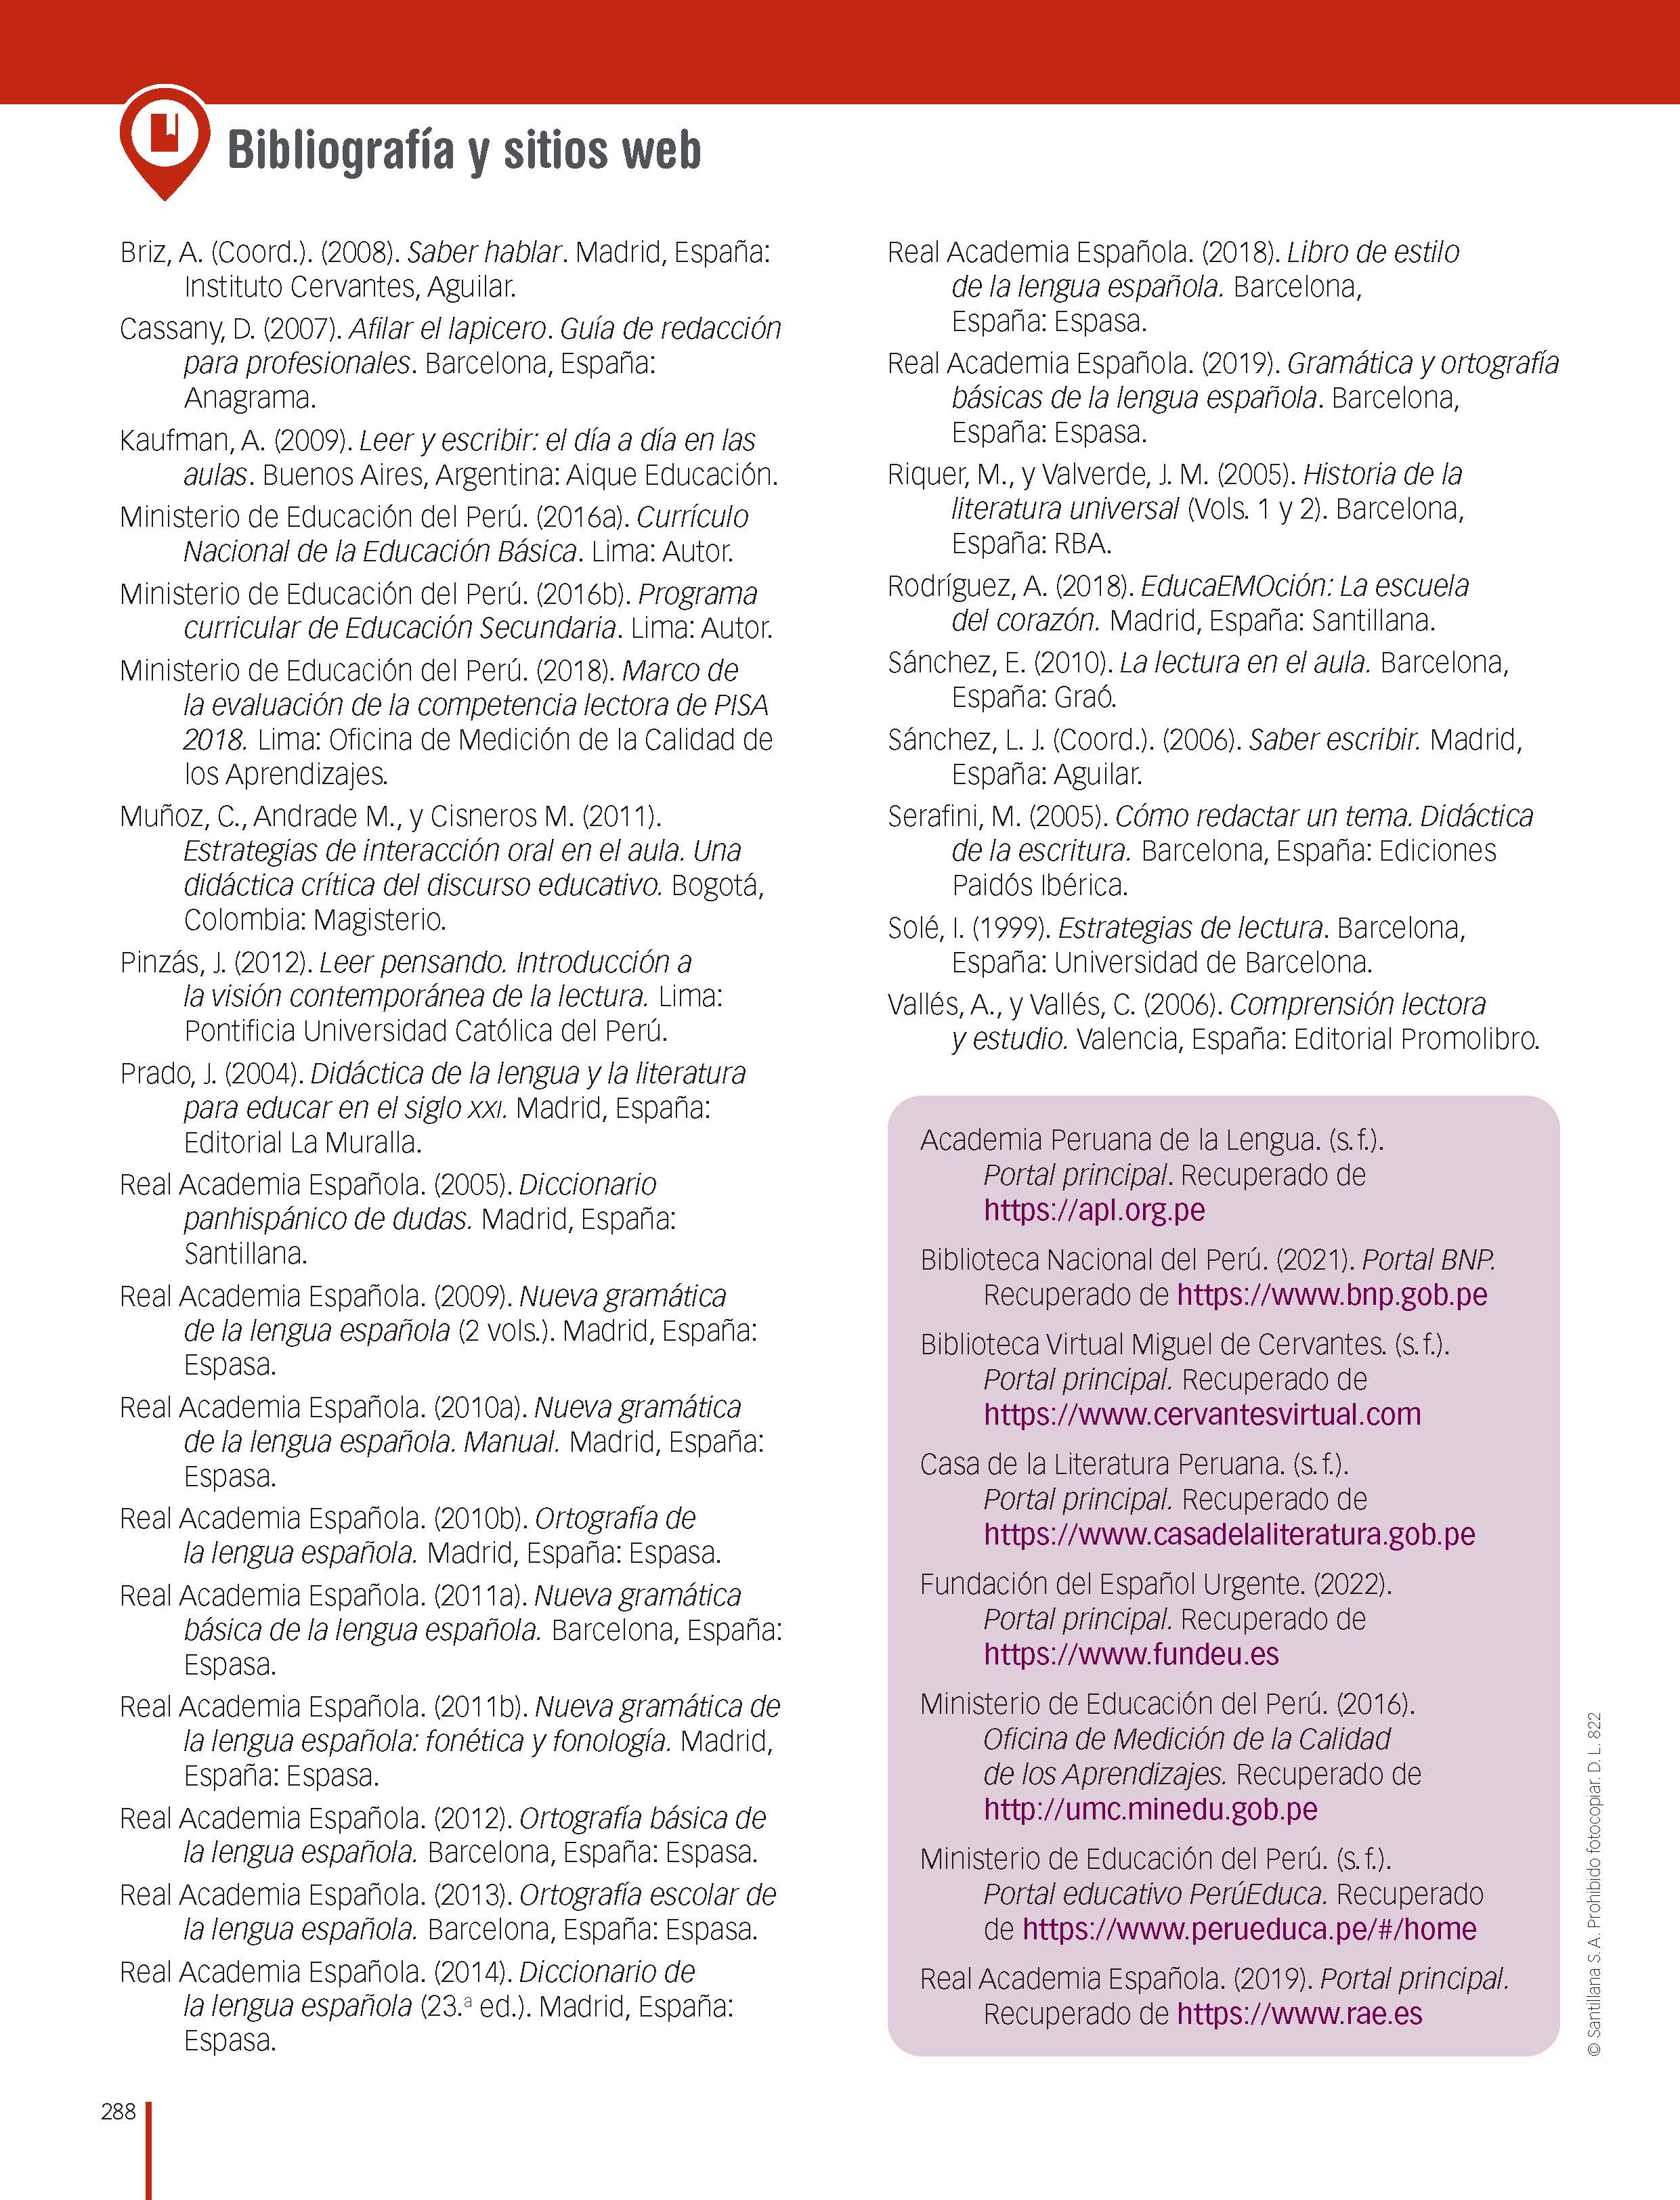 Bibliografía y sitios web
Briz, A. (Coord.). (2008). Saber hablar. Madrid, España:
Instituto Cervantes, Aguilar.
Cassany, D. (2007). Afilar el lapicero. Guía de redacción
para profesionales. Barcelona, España:
Anagrama.
Kaufman, A. (2009). Leer y escribir: el día a día en las
aulas. Buenos Aires, Argentina: Aique Educación.
Ministerio de Educación del Perú. (2016a). Currículo
Nacional de la Educación Básica. Lima: Autor.
Ministerio de Educación del Perú. (2016b). Programa
curricular de Educación Secundaria. Lima: Autor.
Ministerio de Educación del Perú. (2018). Marco de
la evaluación de la competencia lectora de PISA
2018. Lima: Oficina de Medición de la Calidad de
los Aprendizajes.
Muñoz, C., Andrade M., y Cisneros M. (2011).
Estrategias de interacción oral en el aula. Una
didáctica crítica del discurso educativo. Bogotá,
Colombia: Magisterio.
Pinzás, J. (2012). Leer pensando. Introducción a
la visión contemporánea de la lectura. Lima:
Pontificia Universidad Católica del Perú.
Prado, J. (2004). Didáctica de la lengua y la literatura
para educar en el siglo XXI. Madrid, España:
Editorial La Muralla.
Real Academia Española. (2005). Diccionario
panhispánico de dudas. Madrid, España:
Santillana.
Real Academia Española. (2009). Nueva gramática
de la lengua española (2 vols.). Madrid, España:
Espasa.
Real Academia Española. (2010a). Nueva gramática
de la lengua española. Manual. Madrid, España:
Espasa.
Real Academia Española. (2010b). Ortografía de
la lengua española. Madrid, España: Espasa.
Real Academia Española. (2011a). Nueva gramática
básica de la lengua española. Barcelona, España:
Espasa.
Real Academia Española. (2011b). Nueva gramática de
la lengua española: fonética y fonología. Madrid,
España: Espasa.
Real Academia Española. (2012). Ortografía básica de
la lengua española. Barcelona, España: Espasa.
Real Academia Española. (2013). Ortografía escolar de
la lengua española. Barcelona, España: Espasa.
Real Academia Española. (2014). Diccionario de
la lengua española (23.ª ed.). Madrid, España:
Espasa.
Real Academia Española. (2018). Libro de estilo
de la lengua española. Barcelona,
España: Espasa.
Real Academia Española. (2019). Gramática y ortografía
básicas de la lengua española. Barcelona,
España: Espasa.
Riquer, M., y Valverde, J. M. (2005). Historia de la
literatura universal (Vols. 1 y 2). Barcelona,
España: RBA.
Rodríguez, A. (2018). EducaEMOción: La escuela
del corazón. Madrid, España: Santillana.
Sánchez, E. (2010). La lectura en el aula. Barcelona,
España: Graó.
Sánchez, L. J. (Coord.). (2006). Saber escribir. Madrid,
España: Aguilar.
Serafini, M. (2005). Cómo redactar un tema. Didáctica
de la escritura. Barcelona, España: Ediciones
Paidós Ibérica.
Solé, I. (1999). Estrategias de lectura. Barcelona,
España: Universidad de Barcelona.
Vallés, A., y Vallés, C. (2006). Comprensión lectora
y estudio. Valencia, España: Editorial Promolibro.
Academia Peruana de la Lengua. (s. f.).
Portal principal. Recuperado de
https://apl.org.pe
Biblioteca Nacional del Perú. (2021). Portal BNP.
Recuperado de https://www.bnp.gob.pe
Biblioteca Virtual Miguel de Cervantes. (s. f.).
Portal principal. Recuperado de
https://www.cervantesvirtual.com
Casa de la Literatura Peruana. (s. f.).
Portal principal. Recuperado de
https://www.casadelaliteratura.gob.pe
Fundación del Español Urgente. (2022).
Portal principal. Recuperado de
https://www.fundeu.es
Ministerio de Educación del Perú. (2016).
Oficina de Medición de la Calidad
de los Aprendizajes. Recuperado de
http://umc.minedu.gob.pe
Ministerio de Educación del Perú. (s. f.).
Portal educativo PerúEduca. Recuperado
de https://www.perueduca.pe/#/home
Real Academia Española. (2019). Portal principal.
Recuperado de https://www.rae.es
© Santillana S. A. Prohibido fotocopiar. D. L. 822
288